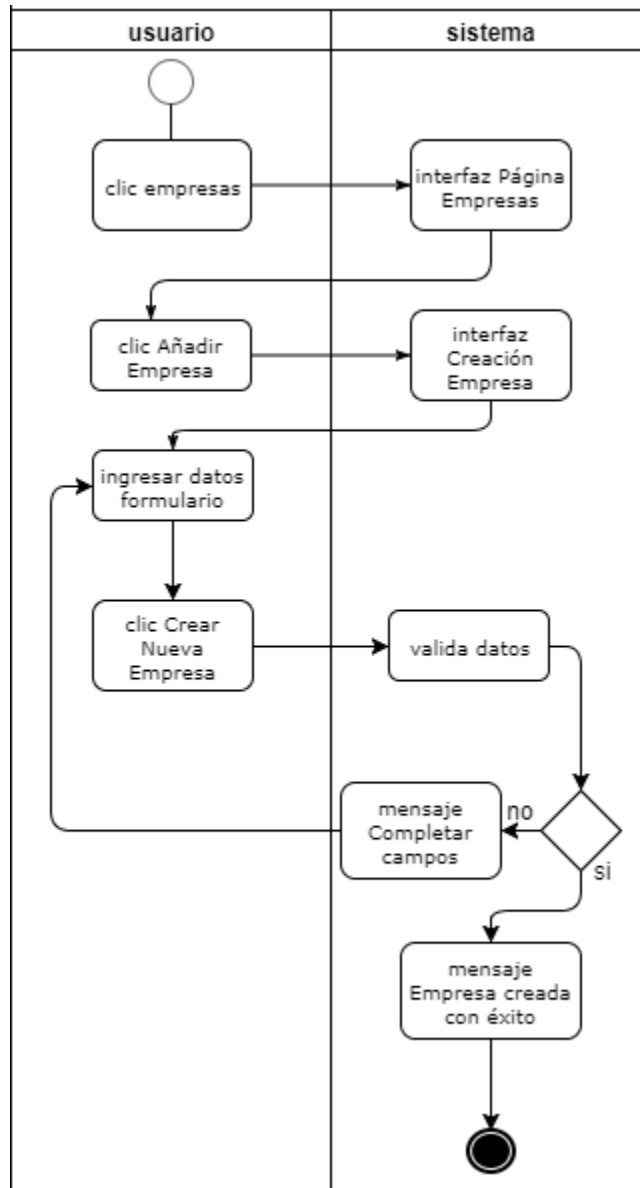 usuario
sistema
clic empresas
interfaz Página
Empresas
clic Añadir
Empresa
interfaz
Creación
Empresa
ingresar datos
formulario
clic Crear
Nueva
Empresa
valida datos
mensaje
Completar
campos
no
si
mensaje
Empresa creada
con éxito